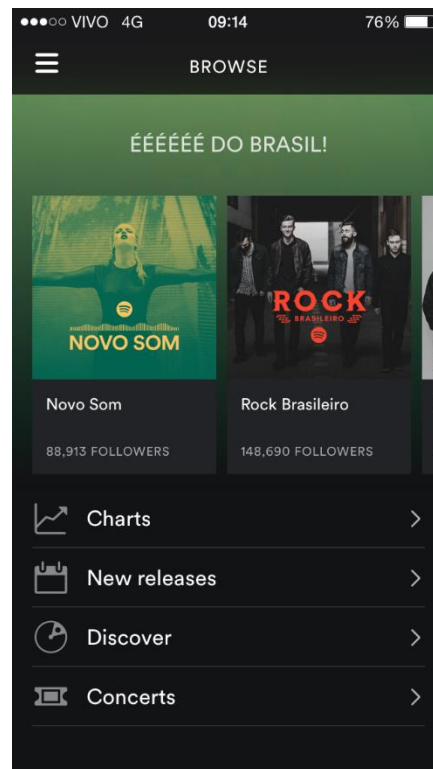 VIVO 4G 09:14 76%
BROWSE
ÉÉÉÉÉÉ DO BRASIL!
NOVO SOM
ROCK
BRASILEIRO
Novo Som
Rock Brasileiro
88,913 FOLLOWERS
148,690 FOLLOWERS
Charts
New releases
Discover
Concerts